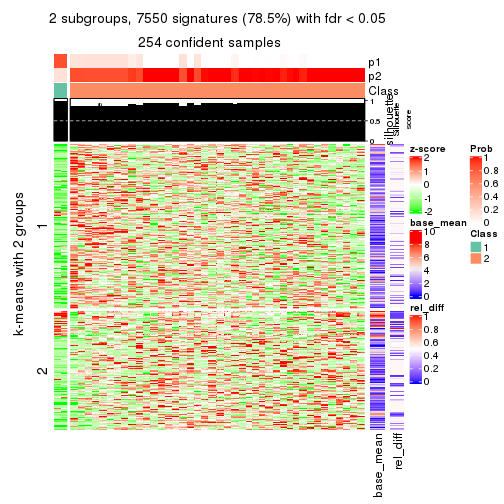 2 subgroups, 7550 signatures (78.5%) with fdr < 0.05
254 confident samples
p1
p2
Class
1
0.5
0
silhouette
Silhouette
score
k-means with 2 groups
1
2
z-score
2
1
0
-1
-2
base_mean
10
8
6
4
2
0
rel_diff
1
0.8
0.6
0.4
0.2
0
Prob
1
0.8
0.6
0.4
0.2
0
Class
1
2
base_mean
rel_diff